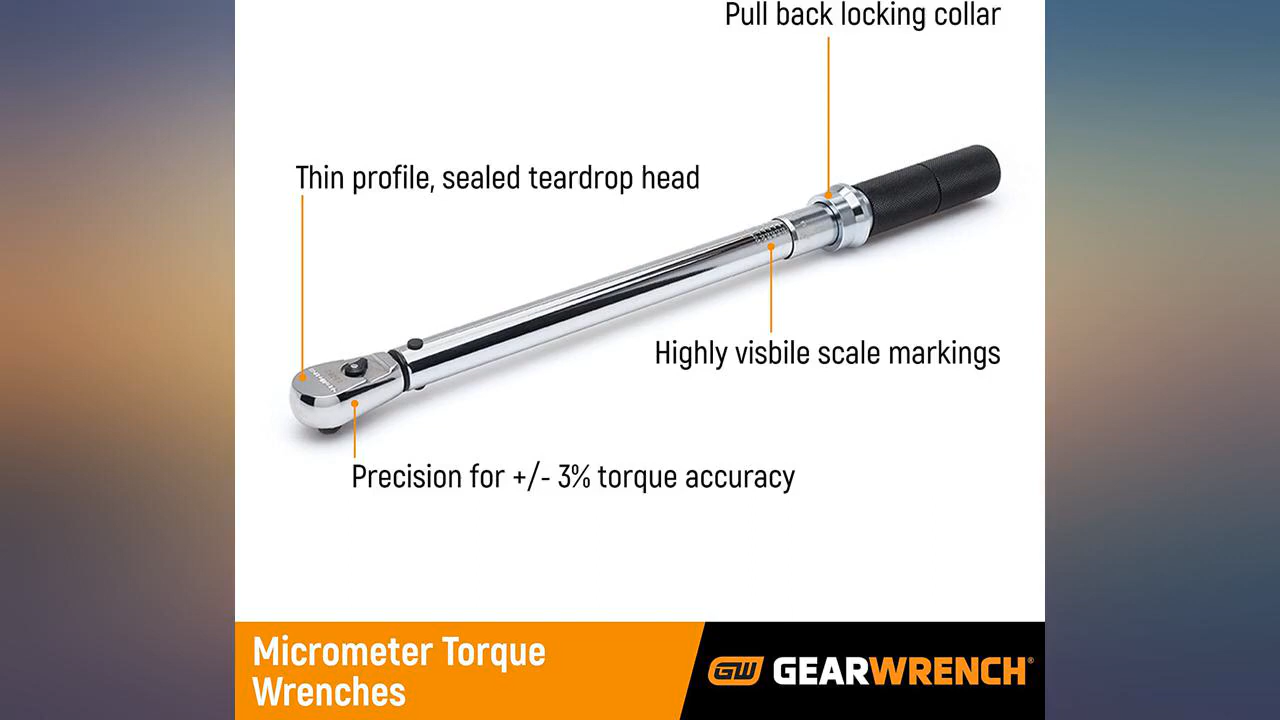 Pull back locking collar
Thin profile, sealed teardrop head
Highly visbile scale markings
Precision for +/- 3% torque accuracy
Micrometer Torque
Wrenches
GW GEARWRENCH®